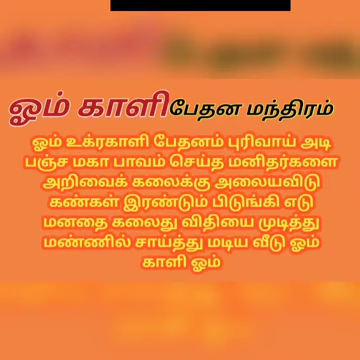 ஓம் காளி பேதன மந்திரம்
ஓம் உக்ரகாளி பேதனம் புரிவாய் அடி
பஞ்ச மகா பாவம் செய்த மனிதர்களை
அறிவைக் கலைக்கு அலையவிடு
கண்கள் இரண்டும் பிடுங்கி எடு
மனதை கலைது விதியை முடித்து
மண்ணில் சாய்த்து மடிய வீடு ஓம்
காளி ஓம்